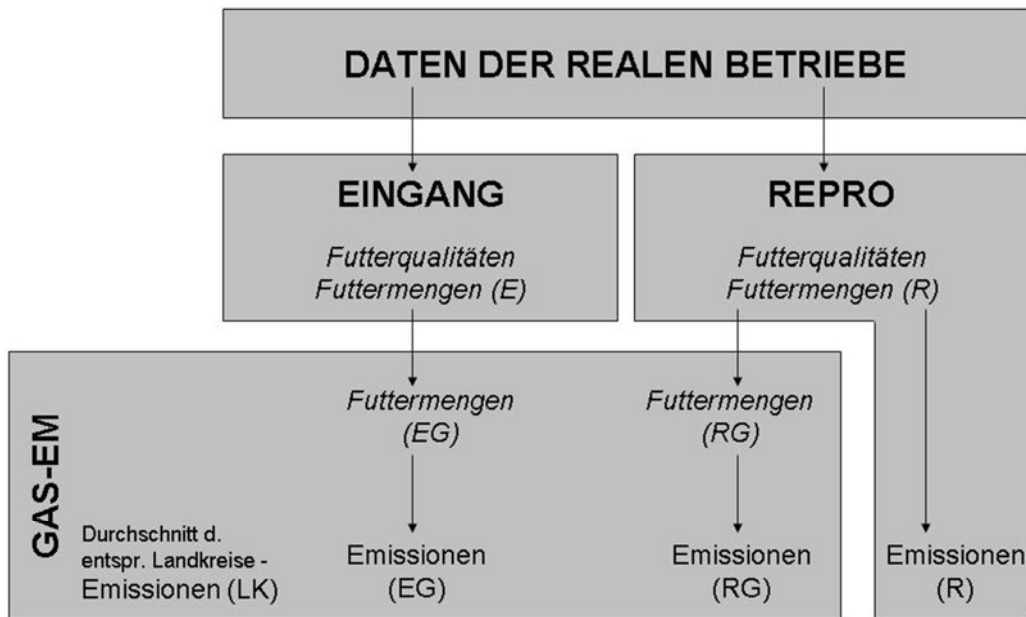 DATEN DER REALEN BETRIEBE
EINGANG
Futterqualitäten
Futtermengen (E)
REPRO
Futterqualitäten
Futtermengen (R)
GAS-EM
Futtermengen
(EG)
Futtermengen
(RG)
Durchschnitt d.
entspr. Landkreise -
Emissionen (LK)
Emissionen
(EG)
Emissionen
(RG)
Emissionen
(R)